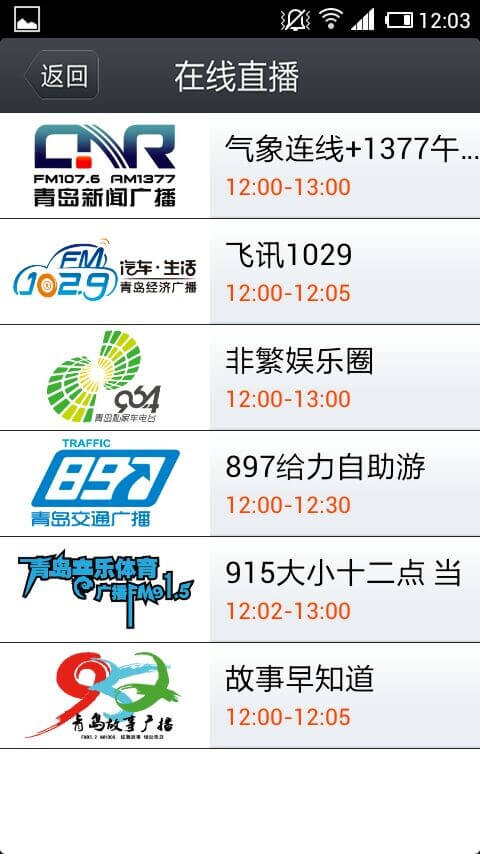 12:03
返回
在线直播
CNR
FM107.6 AM1377
青岛新闻广播
气象连线+1377午...
12:00-13:00
FM
102.9
汽车·生活
青岛经济广播
飞讯1029
12:00-12:05
964
青岛私家车电台
非繁娱乐圈
12:00-13:00
TRAFFIC
897
青岛交通广播
897给力自助游
12:00-12:30
青岛音乐体育
广播FM91.5
915大小十二点 当
12:02-13:00
952
青岛故事广播
故事早知道
12:00-12:05